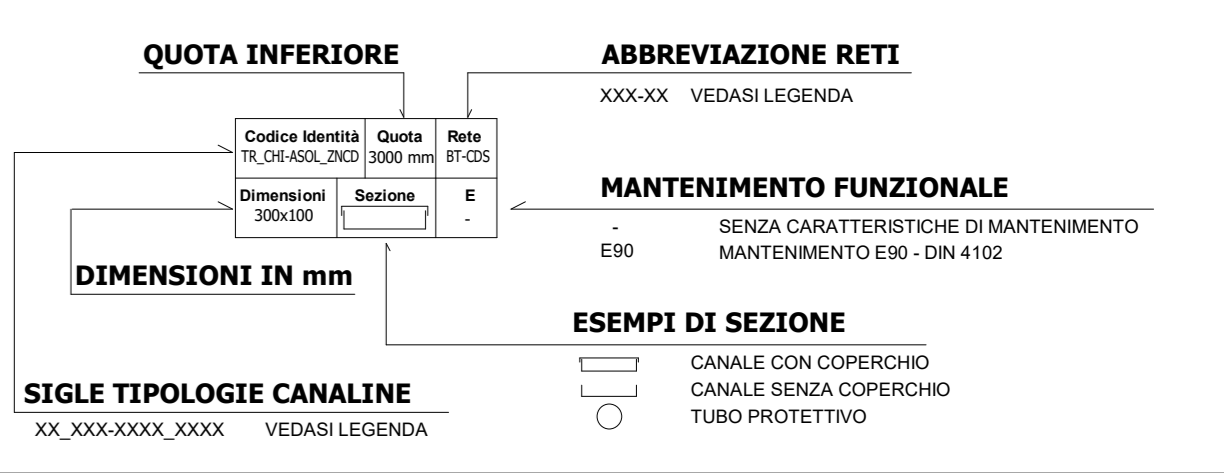 QUOTA INFERIORE
ABBREVIAZIONE RETI
XXX-XX VEDASI LEGENDA
Codice Identità Quota Rete
TR_CHI-ASOL_ZNCD 3000 mm BT-CDS
Dimensioni Sezione E
300x100 -
MANTENIMENTO FUNZIONALE
- SENZA CARATTERISTICHE DI MANTENIMENTO
E90 MANTENIMENTO E90 - DIN 4102
DIMENSIONI IN mm
ESEMPI DI SEZIONE
CANALE CON COPERCHIO
CANALE SENZA COPERCHIO
TUBO PROTETTIVO
SIGLE TIPOLOGIE CANALINE
XX_XXX-XXXX_XXXX VEDASI LEGENDA